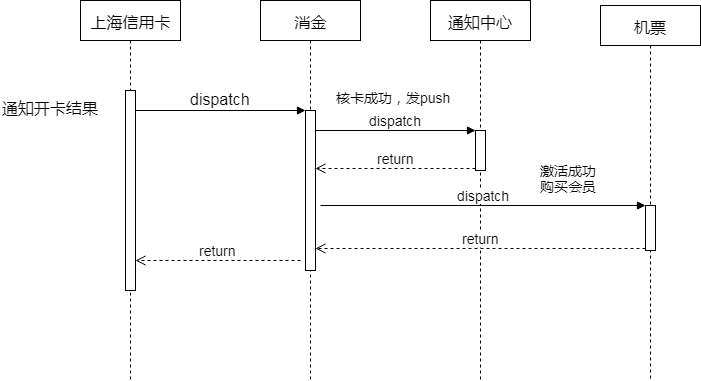 上海信用卡
消金
通知中心
机票
通知开卡结果
dispatch
核卡成功，发push
dispatch
return
激活成功
购买会员
dispatch
return
return